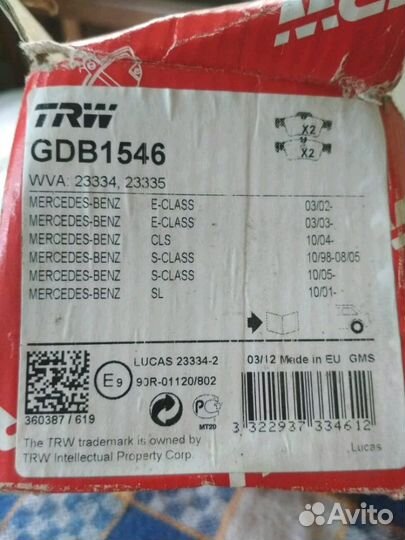 TRW
TRW
GDB1546
X2
X2
WVA: 23334, 23335
MERCEDES-BENZ E-CLASS 03/02-
MERCEDES-BENZ E-CLASS 03/03-
MERCEDES-BENZ CLS 10/04-
MERCEDES-BENZ S-CLASS 10/98-08/05
MERCEDES-BENZ S-CLASS 10/05-
MERCEDES-BENZ SL 10/01-
LUCAS 23334-2 03/12 Made in EU GMS
E9 90R-01120/802
360387 / 619
MT20
3 322937 334612
The TRW trademark is owned by
TRW Intellectual Property Corp.
Lucas
Avito